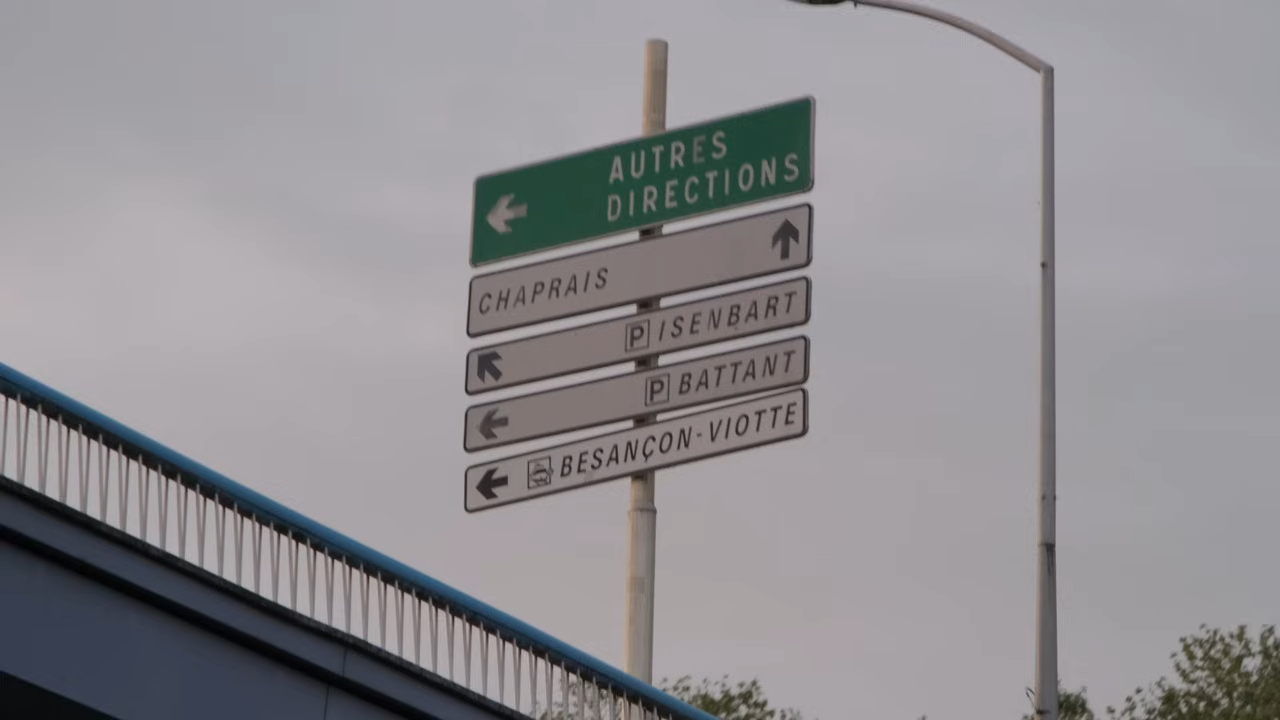 AUTRES
DIRECTIONS
CHAPRAIS
P ISENBART
P BATTANT
BESANÇON-VIOTTE